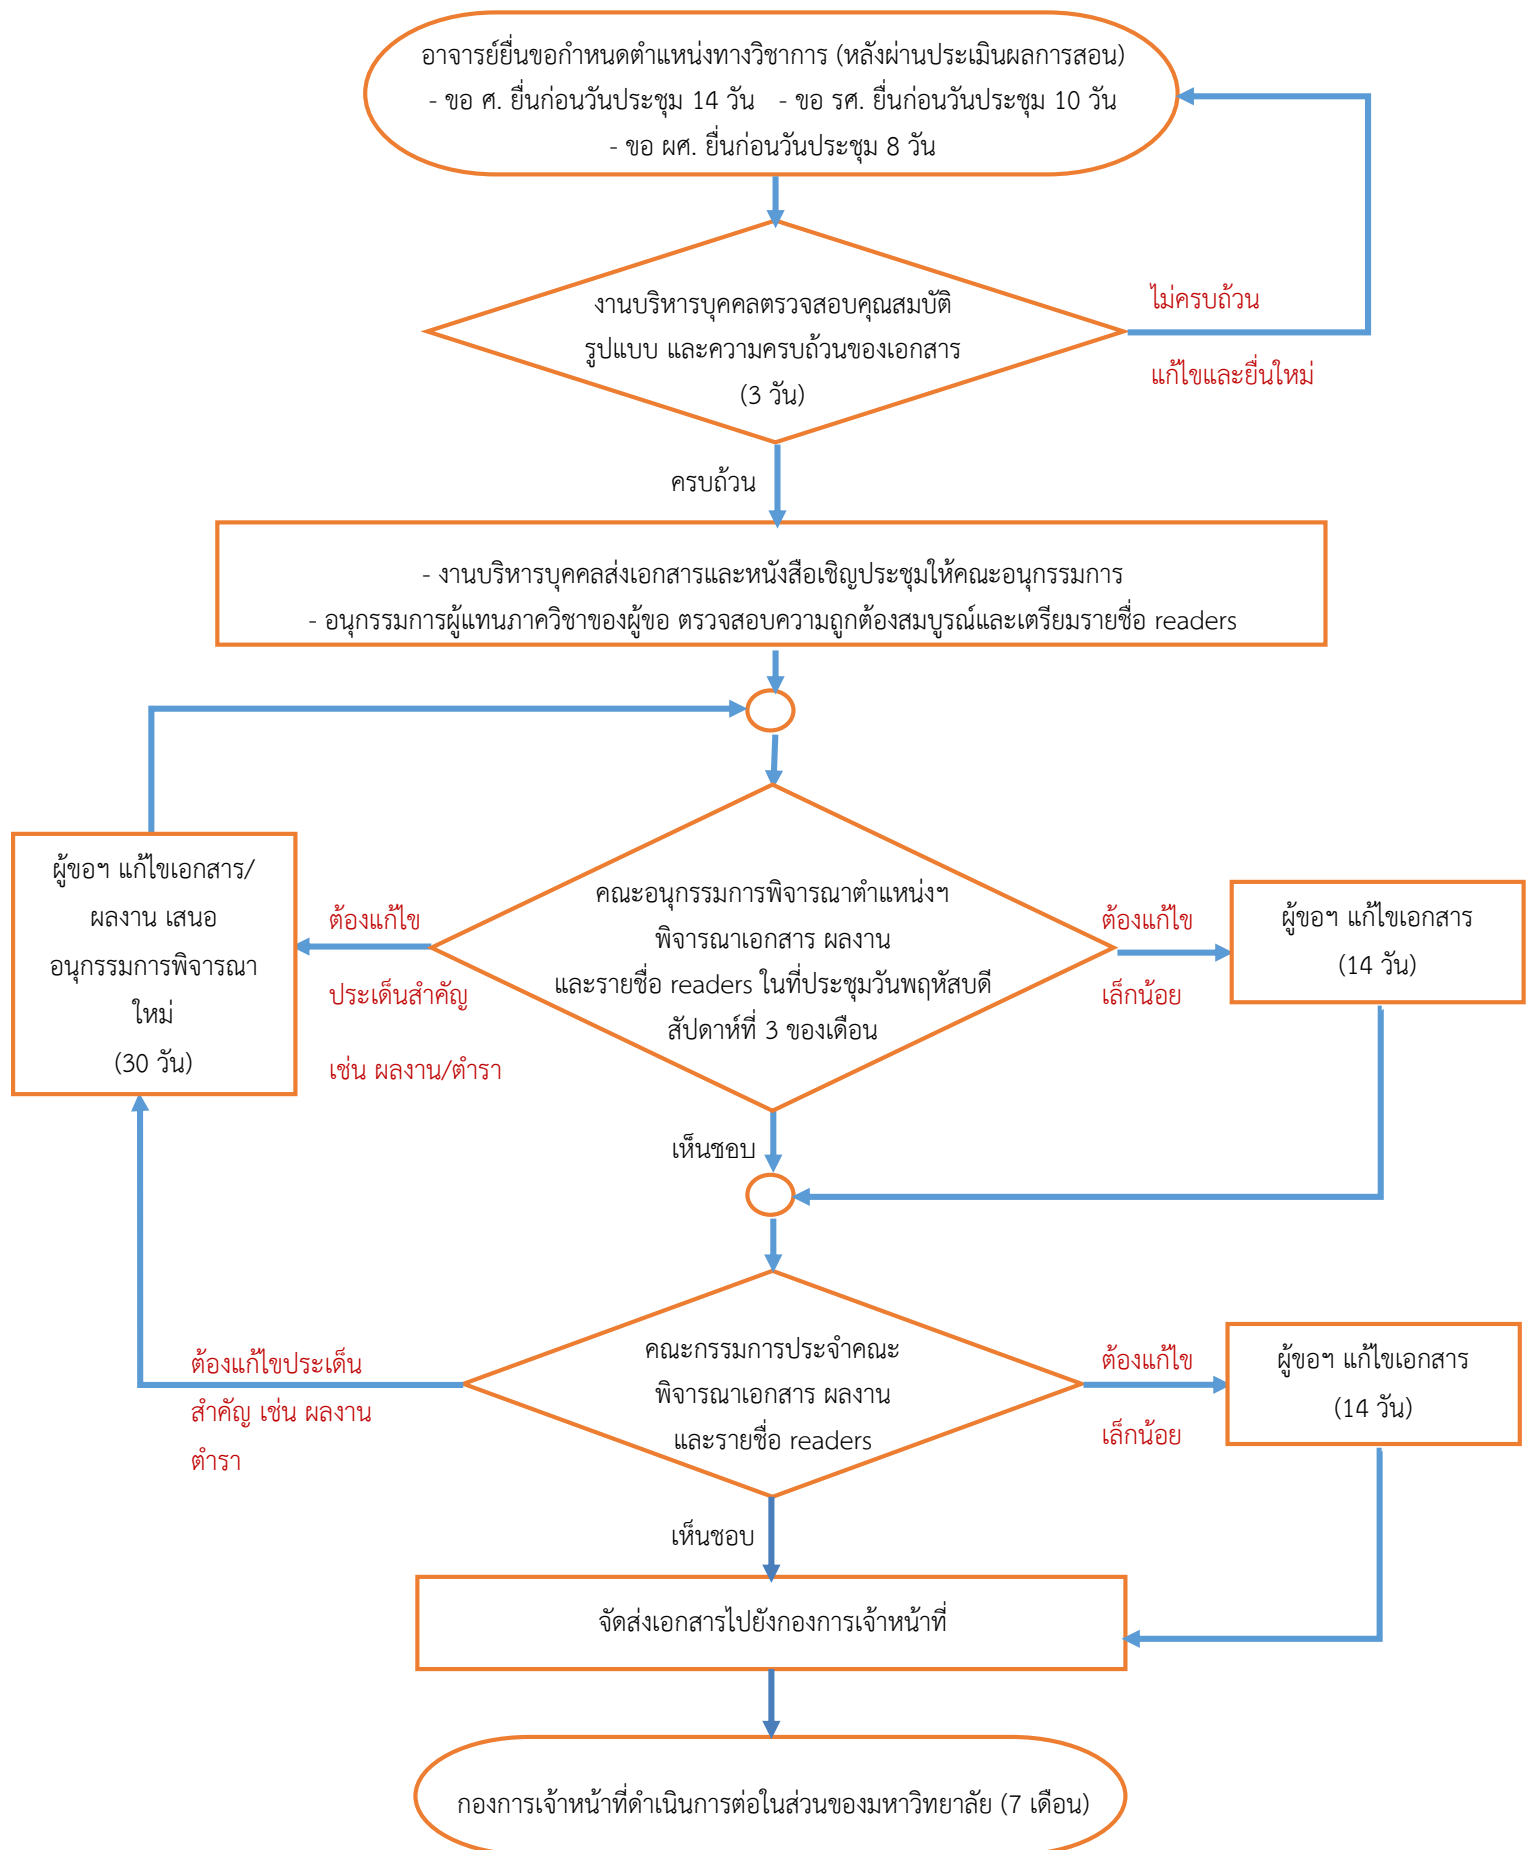 อาจารย์ยื่นขอกำหนดตำแหน่งทางวิชาการ (หลังผ่านประเมินผลการสอน)
- ขอ ศ. ยื่นก่อนวันประชุม 14 วัน - ขอ รศ. ยื่นก่อนวันประชุม 10 วัน
- ขอ ผศ. ยื่นก่อนวันประชุม 8 วัน
งานบริหารบุคคลตรวจสอบคุณสมบัติ
รูปแบบ และความครบถ้วนของเอกสาร
(3 วัน)
ไม่ครบถ้วน
แก้ไขและยื่นใหม่
ครบถ้วน
- งานบริหารบุคคลส่งเอกสารและหนังสือเชิญประชุมให้คณะอนุกรรมการ
- อนุกรรมการผู้แทนภาควิชาของผู้ขอ ตรวจสอบความถูกต้องสมบูรณ์และเตรียมรายชื่อ readers
ผู้ขอฯ แก้ไขเอกสาร/
ผลงาน เสนอ
อนุกรรมการพิจารณา
ใหม่
(30 วัน)
ต้องแก้ไข
ประเด็นสำคัญ
เช่น ผลงาน/ตำรา
คณะอนุกรรมการพิจารณาตำแหน่งฯ
พิจารณาเอกสาร ผลงาน
และรายชื่อ readers ในที่ประชุมวันพฤหัสบดี
สัปดาห์ที่ 3 ของเดือน
ต้องแก้ไข
เล็กน้อย
ผู้ขอฯ แก้ไขเอกสาร
(14 วัน)
เห็นชอบ
ต้องแก้ไขประเด็น
สำคัญ เช่น ผลงาน
ตำรา
คณะกรรมการประจำคณะ
พิจารณาเอกสาร ผลงาน
และรายชื่อ readers
ต้องแก้ไข
เล็กน้อย
ผู้ขอฯ แก้ไขเอกสาร
(14 วัน)
เห็นชอบ
จัดส่งเอกสารไปยังกองการเจ้าหน้าที่
กองการเจ้าหน้าที่ดำเนินการต่อในส่วนของมหาวิทยาลัย (7 เดือน)